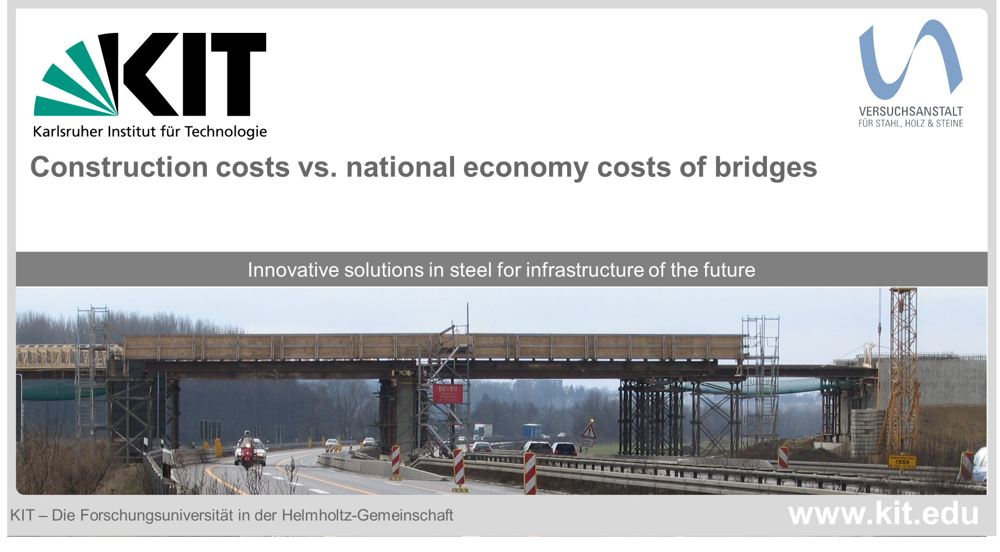 KIT
Karlsruher Institut für Technologie
VERSUCHSANSTALT
FÜR STAHL, HOLZ & STEINE
Construction costs vs. national economy costs of bridges
Innovative solutions in steel for infrastructure of the future
BEVER
KIT – Die Forschungsuniversität in der Helmholtz-Gemeinschaft
www.kit.edu